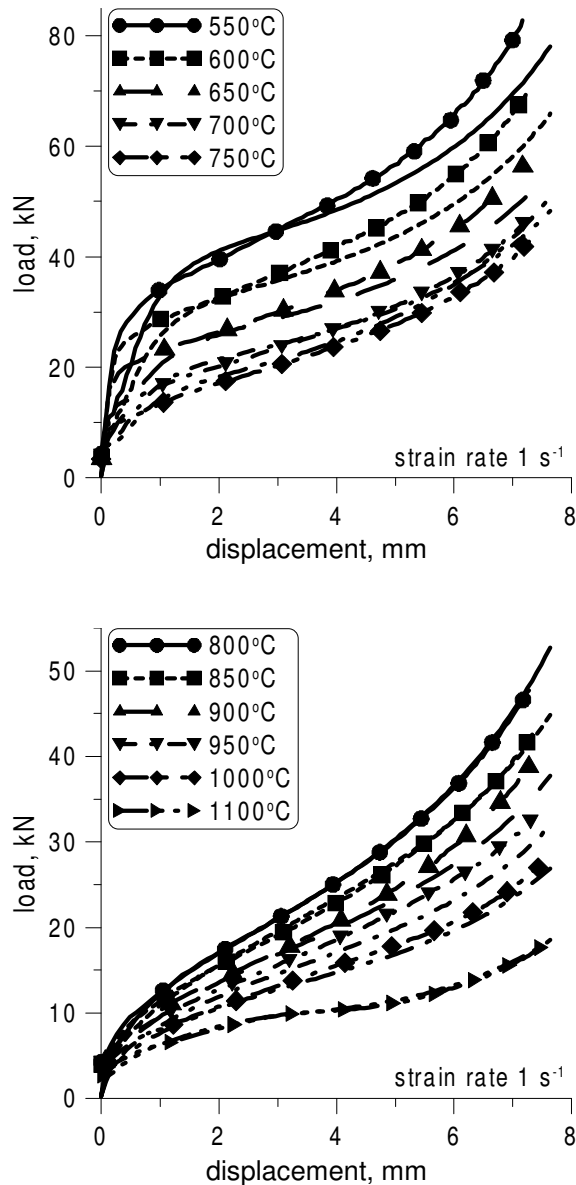 550°C
600°C
650°C
700°C
750°C
80
60
40
20
0
load, kN
strain rate 1 s⁻¹
0 2 4 6 8
displacement, mm
800°C
850°C
900°C
950°C
1000°C
1100°C
50
40
30
20
10
0
load, kN
strain rate 1 s⁻¹
0 2 4 6 8
displacement, mm